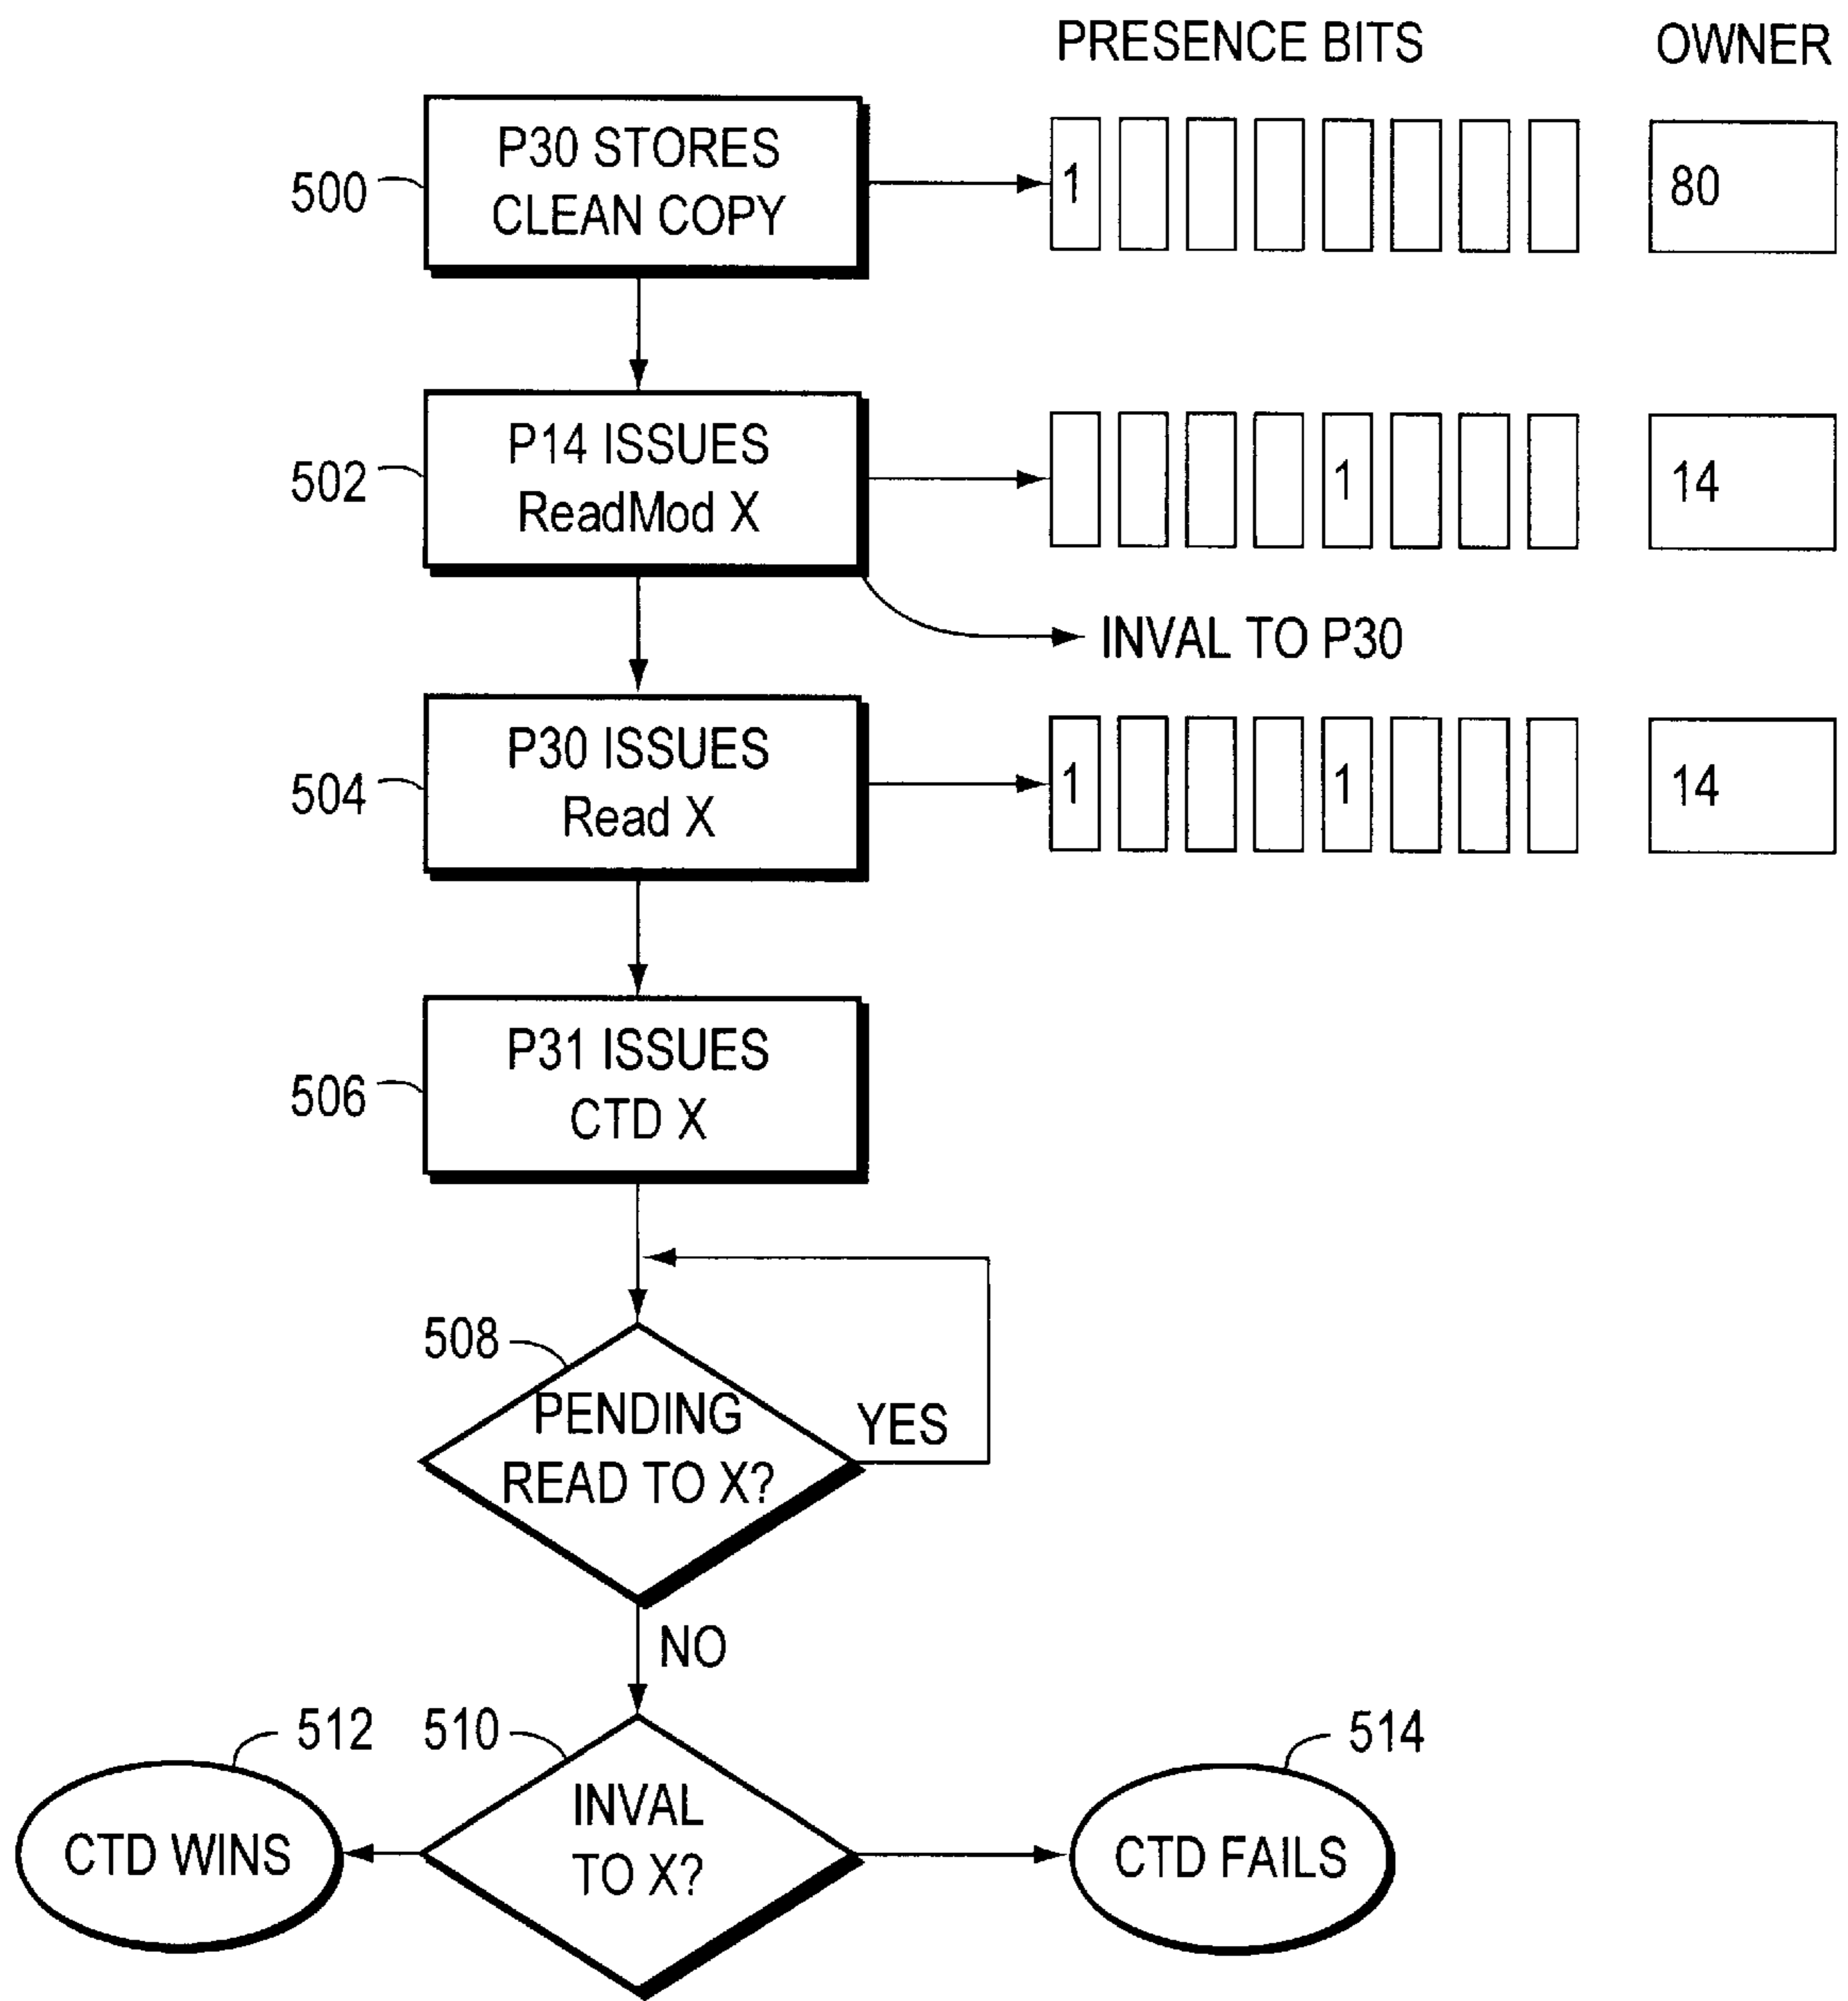 PRESENCE BITS
OWNER
P30 STORES
CLEAN COPY
500
1
80
P14 ISSUES
ReadMod X
502
1
14
INVAL TO P30
P30 ISSUES
Read X
504
1
1
14
P31 ISSUES
CTD X
506
508
PENDING
READ TO X?
YES
NO
512
510
514
INVAL
TO X?
CTD WINS
CTD FAILS